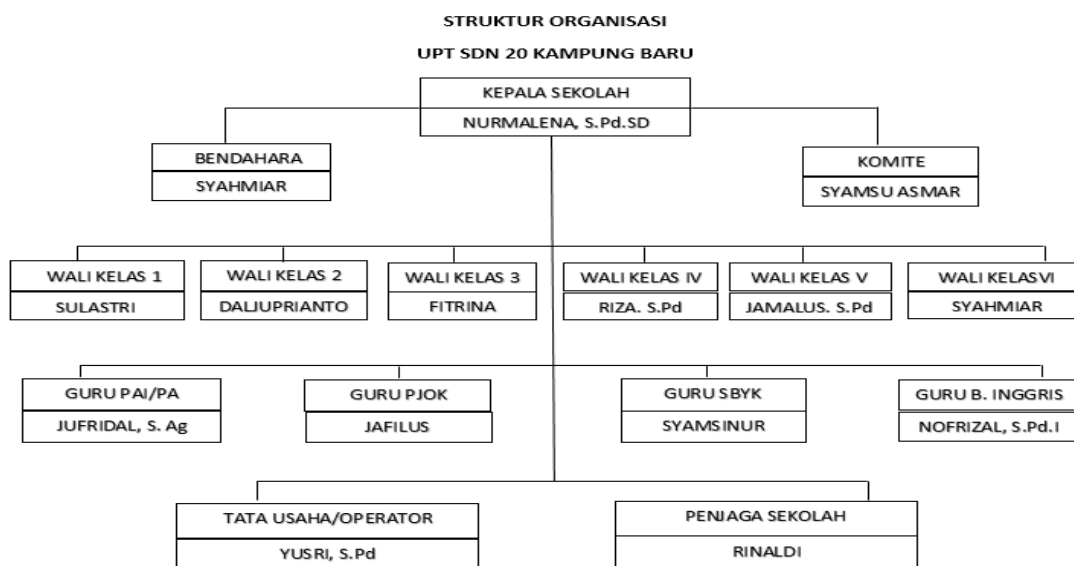 STRUKTUR ORGANISASI
UPT SDN 20 KAMPUNG BARU
KEPALA SEKOLAH
NURMALENA, S.Pd.SD
BENDAHARA
SYAHMIAR
KOMITE
SYAMSU ASMAR
WALI KELAS 1
SULASTRI
WALI KELAS 2
DALJUPRIANTO
WALI KELAS 3
FITRINA
WALI KELAS IV
RIZA. S.Pd
WALI KELAS V
JAMALUS. S.Pd
WALI KELASVI
SYAHMIAR
GURU PAI/PA
JUFRIDAL, S. Ag
GURU PJOK
JAFILUS
GURU SBYK
SYAMSINUR
GURU B. INGGRIS
NOFRIZAL, S.Pd.I
TATA USAHA/OPERATOR
YUSRI, S.Pd
PENJAGA SEKOLAH
RINALDI